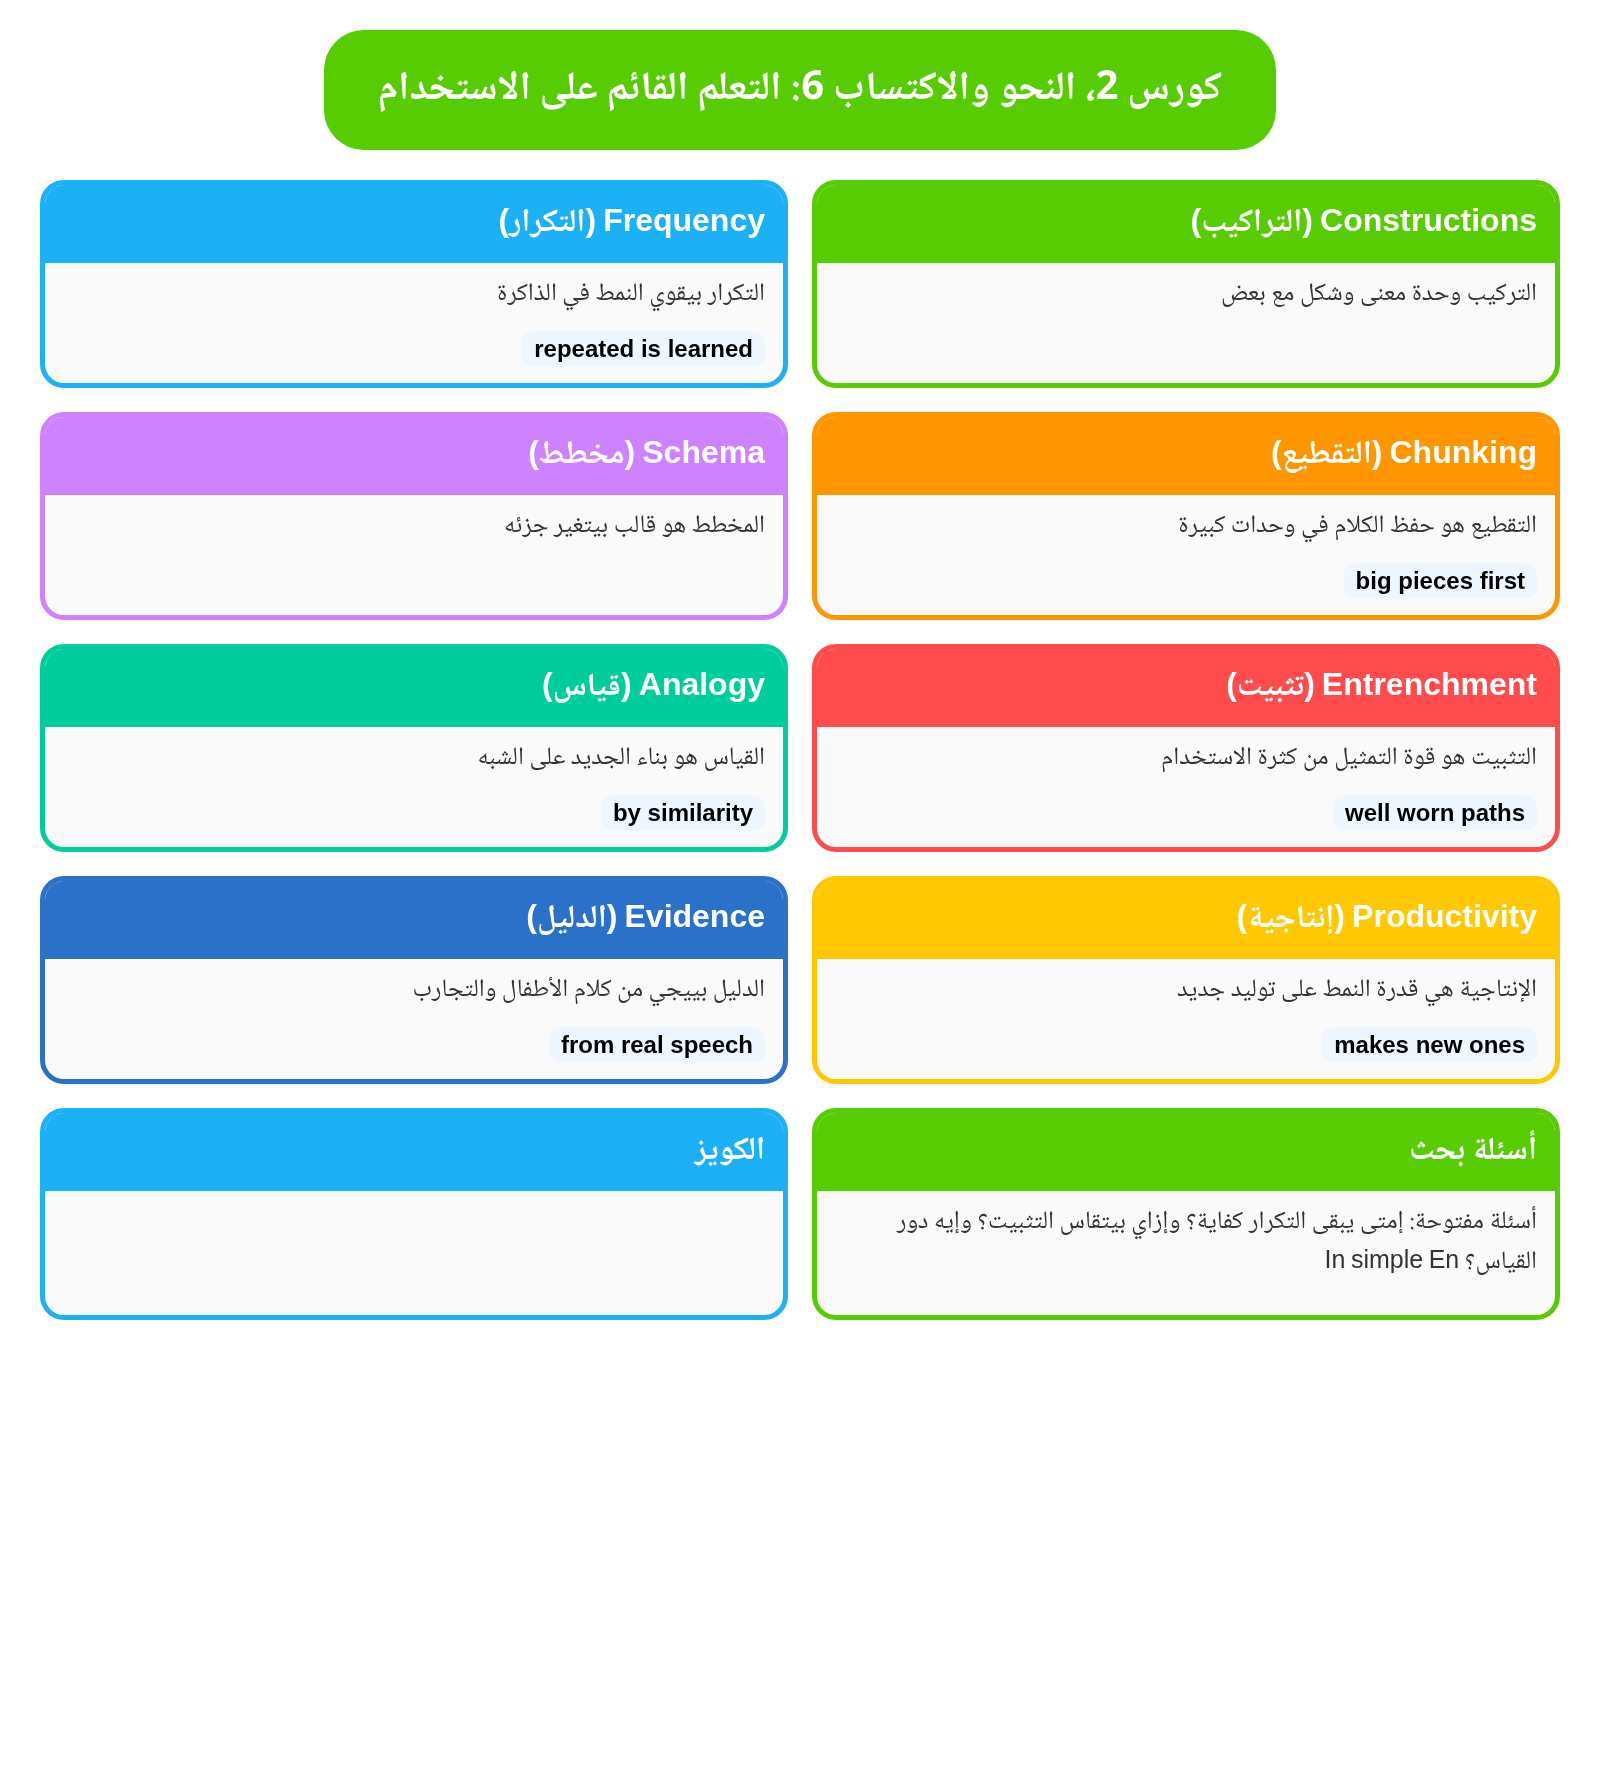 كورس 2، النحو والاكتساب 6: التعلم القائم على الاستخدام
Constructions (التراكيب)
التركيب وحدة معنى وشكل مع بعض
Frequency (التكرار)
التكرار بيقوي النمط في الذاكرة
repeated is learned
Chunking (التقطيع)
التقطيع هو حفظ الكلام في وحدات كبيرة
big pieces first
Schema (مخطط)
المخطط هو قالب بيتغير جزئه
Entrenchment (تثبيت)
التثبيت هو قوة التمثيل من كثرة الاستخدام
well worn paths
Analogy (قياس)
القياس هو بناء الجديد على الشبه
by similarity
Productivity (إنتاجية)
الإنتاجية هي قدرة النمط على توليد جديد
makes new ones
Evidence (الدليل)
الدليل بييجي من كلام الأطفال والتجارب
from real speech
أسئلة بحث
أسئلة مفتوحة: إمتى يبقى التكرار كفاية؟ وإزاي بيتقاس التثبيت؟ وإيه دور
القياس؟ In simple En
الكويز